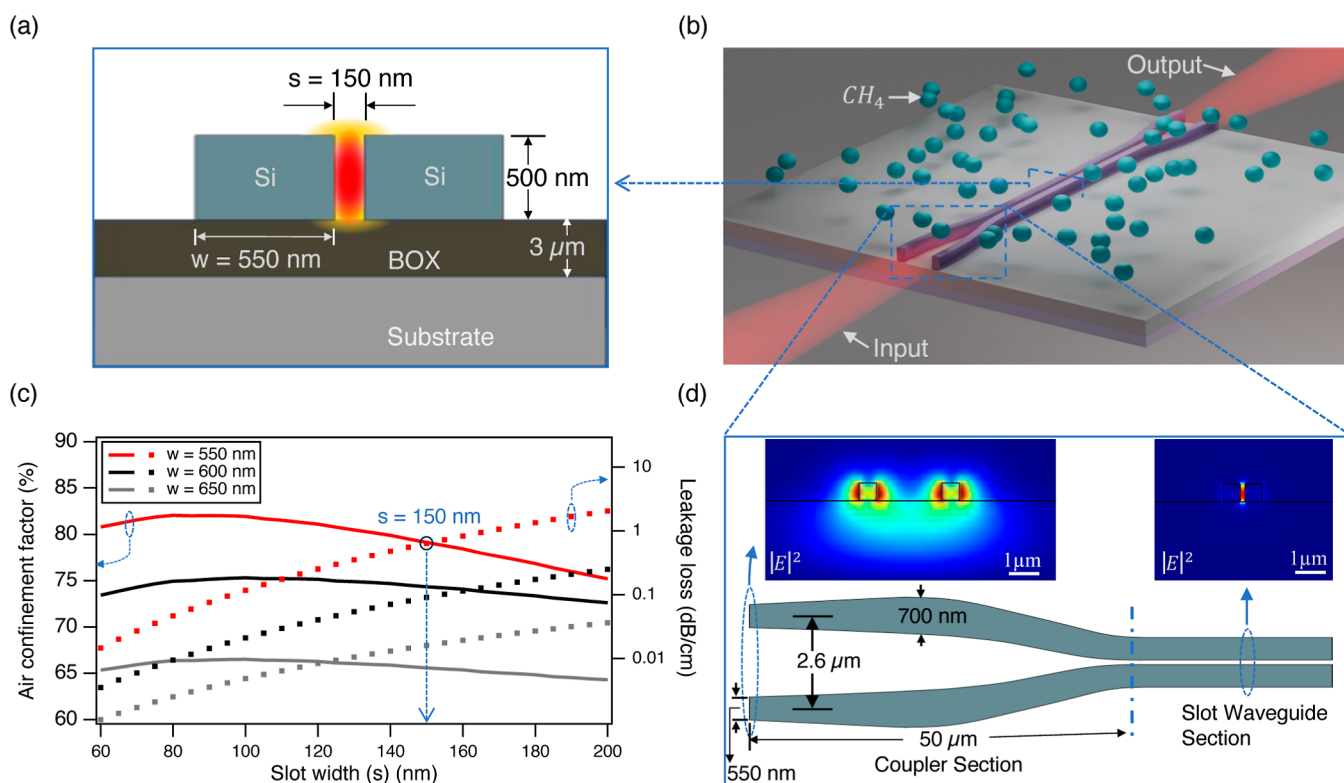 (a)
s = 150 nm
Si
Si
500 nm
w = 550 nm
BOX
3 µm
Substrate
(b)
Output
CH₄
Input
(c)
Air confinement factor (%)
90
85
80
75
70
65
60
w = 550 nm
w = 600 nm
w = 650 nm
s = 150 nm
10
1
0.1
0.01
Leakage loss (dB/cm)
60
80
100
120
140
160
180
200
Slot width (s) (nm)
(d)
|E|²
1µm
|E|²
1µm
700 nm
2.6 µm
50 µm
550 nm
Coupler Section
Slot Waveguide
Section